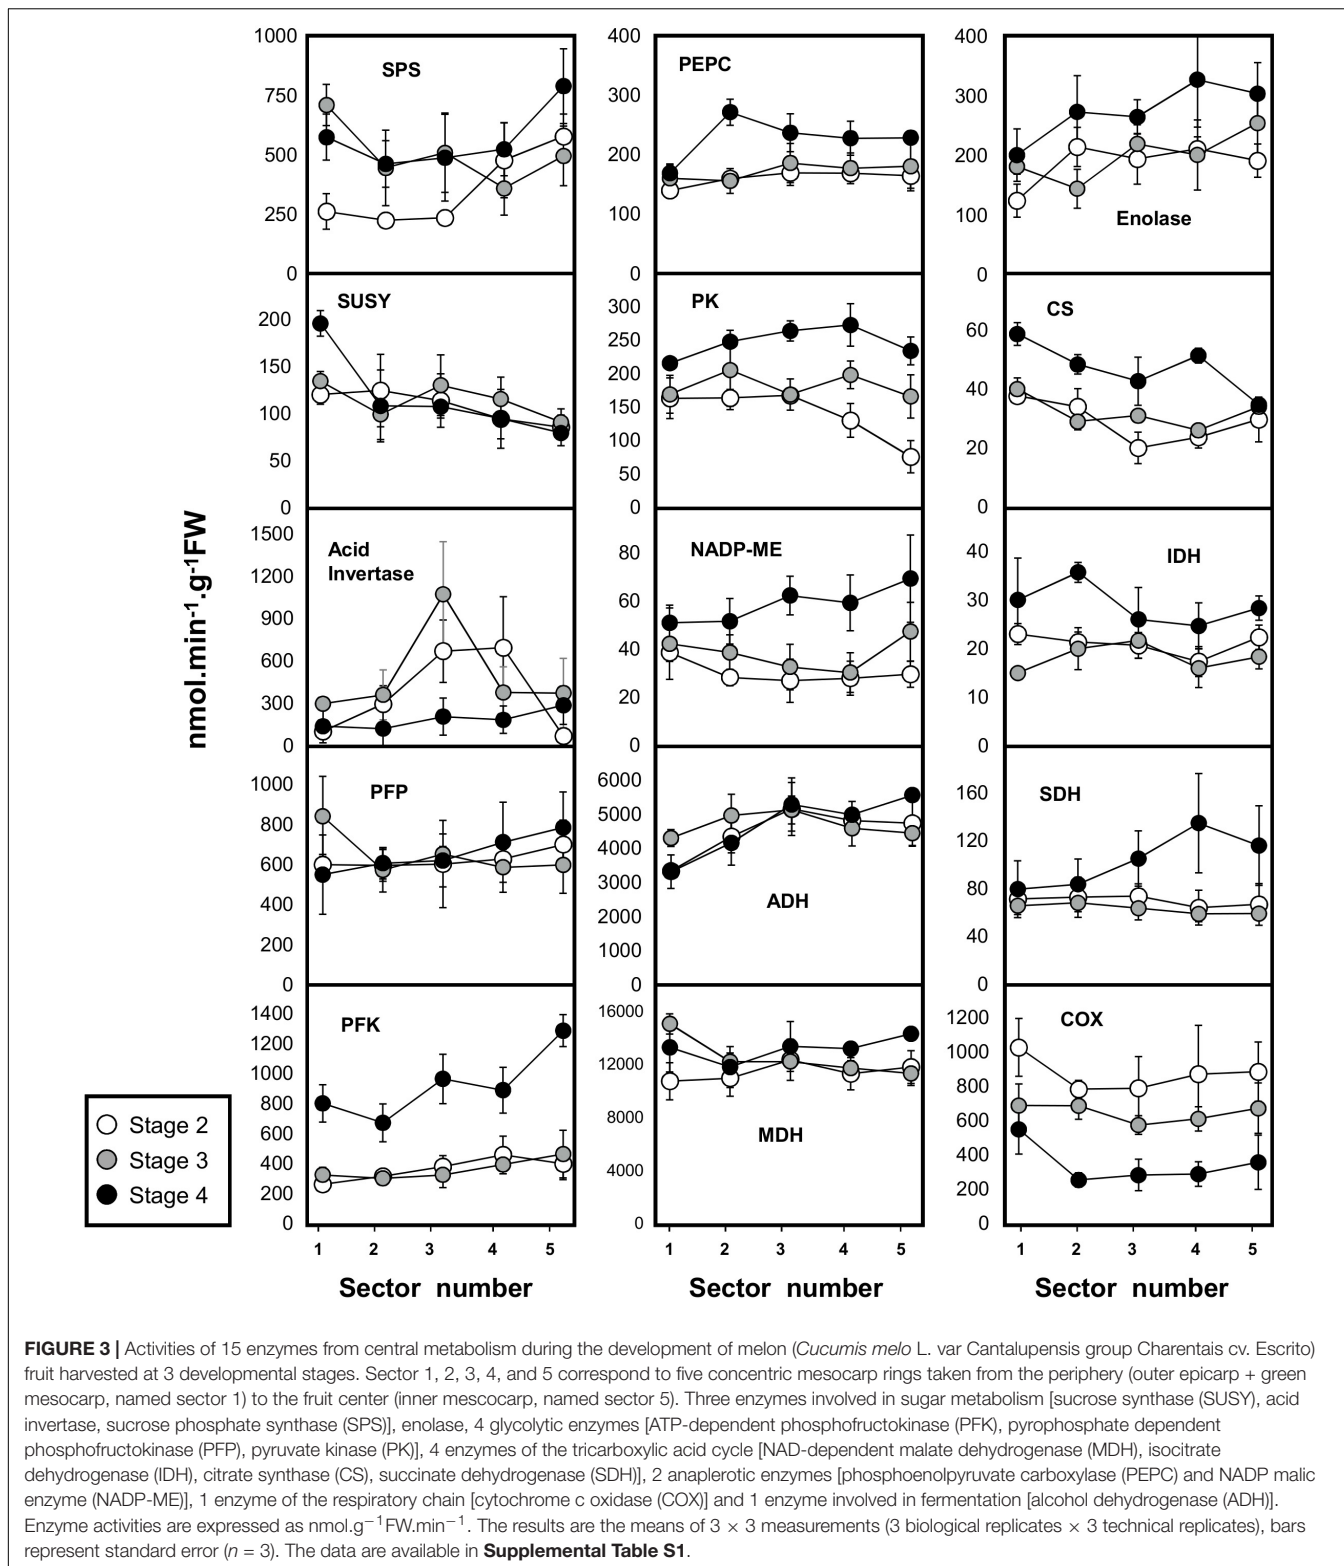 1000
750
500
250
0
SPS
400
300
200
100
0
PEPC
400
300
200
100
0
Enolase
200
150
100
50
0
SUSY
300
250
200
150
100
50
0
PK
60
40
20
0
CS
nmol.min-1.g-1FW
1500
1200
900
600
300
0
Acid
Invertase
80
60
40
20
0
NADP-ME
40
30
20
10
0
IDH
1000
800
600
400
200
0
PFP
6000
5000
4000
3000
2000
1000
0
ADH
160
120
80
40
0
SDH
1400
1200
1000
800
600
400
200
0
PFK
16000
12000
8000
4000
0
MDH
1200
1000
800
600
400
200
0
COX
Stage 2
Stage 3
Stage 4
1 2 3 4 5
1 2 3 4 5
1 2 3 4 5
Sector number
Sector number
Sector number
FIGURE 3 | Activities of 15 enzymes from central metabolism during the development of melon (Cucumis melo L. var Cantalupensis group Charentais cv. Escrito)
fruit harvested at 3 developmental stages. Sector 1, 2, 3, 4, and 5 correspond to five concentric mesocarp rings taken from the periphery (outer epicarp + green
mesocarp, named sector 1) to the fruit center (inner mescocarp, named sector 5). Three enzymes involved in sugar metabolism [sucrose synthase (SUSY), acid
invertase, sucrose phosphate synthase (SPS)], enolase, 4 glycolytic enzymes [ATP-dependent phosphofructokinase (PFK), pyrophosphate dependent
phosphofructokinase (PFP), pyruvate kinase (PK)], 4 enzymes of the tricarboxylic acid cycle [NAD-dependent malate dehydrogenase (MDH), isocitrate
dehydrogenase (IDH), citrate synthase (CS), succinate dehydrogenase (SDH)], 2 anaplerotic enzymes [phosphoenolpyruvate carboxylase (PEPC) and NADP malic
enzyme (NADP-ME)], 1 enzyme of the respiratory chain [cytochrome c oxidase (COX)] and 1 enzyme involved in fermentation [alcohol dehydrogenase (ADH)].
Enzyme activities are expressed as nmol.g−1FW.min−1. The results are the means of 3 × 3 measurements (3 biological replicates × 3 technical replicates), bars
represent standard error (n = 3). The data are available in Supplemental Table S1.